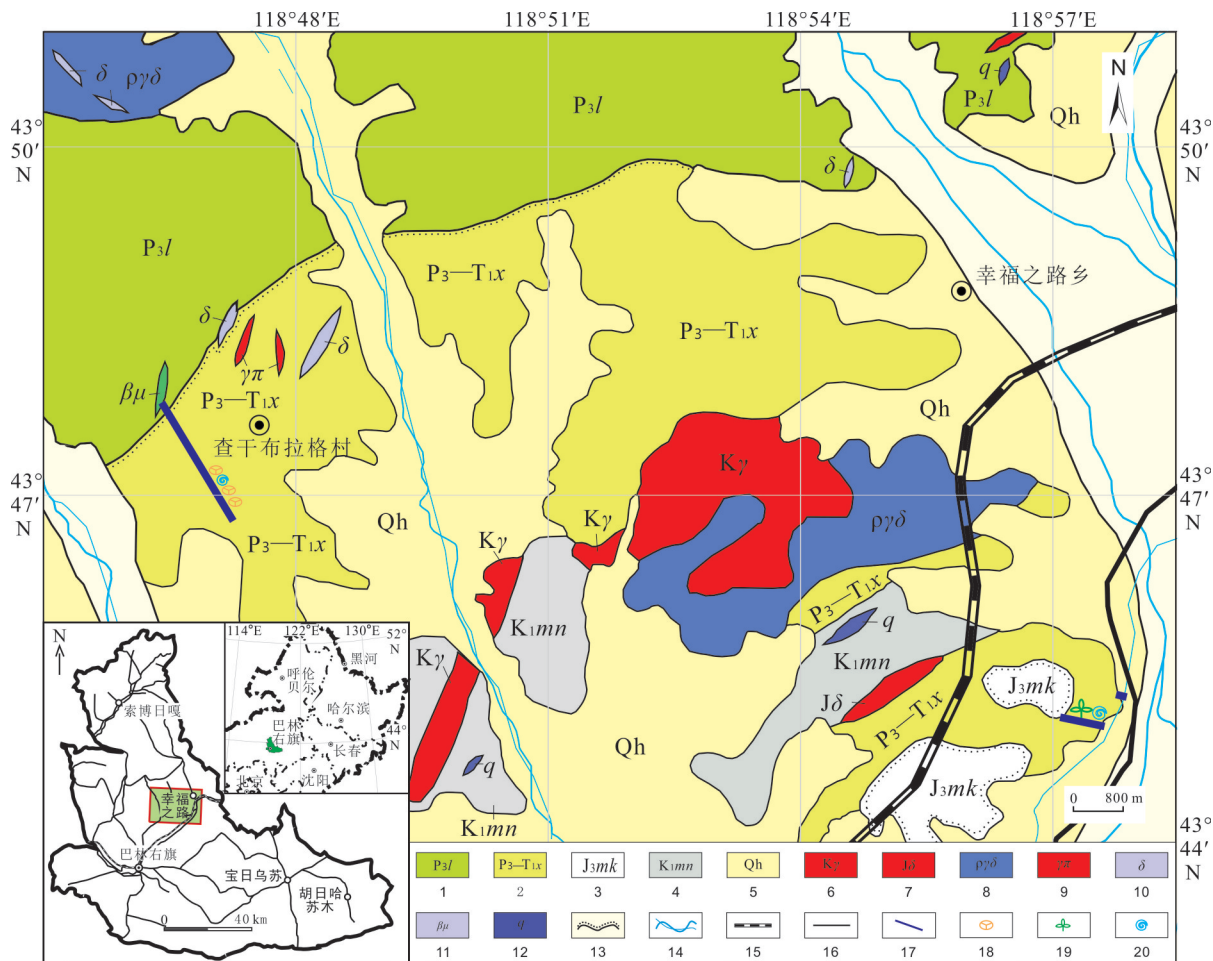 118°48′E 118°51′E 118°54′E 118°57′E
43°
50′
N
43°
50′
N
43°
47′
N
43°
47′
N
43°
44′
N
N
δ
ργδ
P₃l
q
P₃l
Qh
δ
P₃l
P₃—T₁x
幸福之路乡
P₃—T₁x
δ
δ
γπ
βμ
P₃—T₁x
查干布拉格村
Qh
Kγ
P₃—T₁x
Qh
Kγ
Kγ
ργδ
P₃—T₁x
K₁mn
q
K₁mn
Kγ
Jδ
J₃mk
P₃—T₁x
Qh
q
J₃mk
K₁mn
0 800 m
N
索博日嘎
幸福
之路
巴林右旗
宝日乌苏
胡日哈
苏木
0 40 km
114°E 122°E 130°E 52°
N
黑河
呼伦
贝尔
哈尔滨
巴林
右旗
44°
N
长春
北京
沈阳
P₃l P₃—T₁x J₃mk K₁mn Qh Kγ Jδ ργδ γπ δ
1 2 3 4 5 6 7 8 9 10
βμ q
11 12 13 14 15 16 17 18 19 20